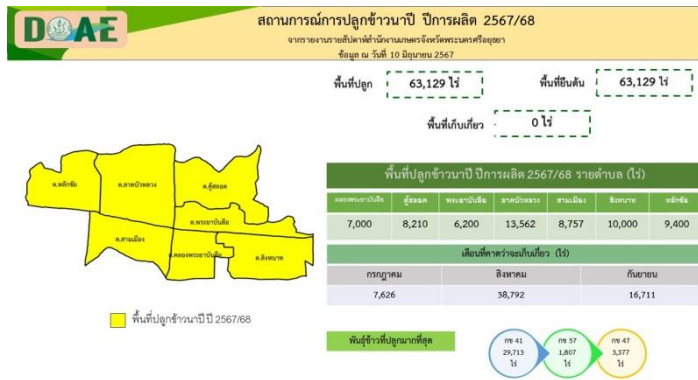 DOAE
สถานการณ์การปลูกข้าวนาปี ปีการผลิต 2567/68
จากรายงานรายสัปดาห์สำนักงานเกษตรจังหวัดพระนครศรีอยุธยา
ข้อมูล ณ วันที่ 10 มิถุนายน 2567
พื้นที่ปลูก 63,129 ไร่ พื้นที่ยืนต้น 63,129 ไร่
พื้นที่เก็บเกี่ยว 0 ไร่
ต.หลักชัย ต.ลาดบัวหลวง ต.คู้สลอด
ต.พระยาบันลือ
ต.สามเมือง ต.คลองพระยาบันลือ ต.สิงหนาท
พื้นที่ปลูกข้าวนาปี ปี 2567/68
พื้นที่ปลูกข้าวนาปี ปีการผลิต 2567/68 รายตำบล (ไร่)
คลองพระยาบันลือ คู้สลอด พระยาบันลือ ลาดบัวหลวง สามเมือง สิงหนาท หลักชัย
7,000 8,210 6,200 13,562 8,757 10,000 9,400
เดือนที่คาดว่าจะเก็บเกี่ยว (ไร่)
กรกฎาคม สิงหาคม กันยายน
7,626 38,792 16,711
พันธุ์ข้าวที่ปลูกมากที่สุด
กข 41 กข 57 กข 47
29,713 1,807 3,377
ไร่ ไร่ ไร่